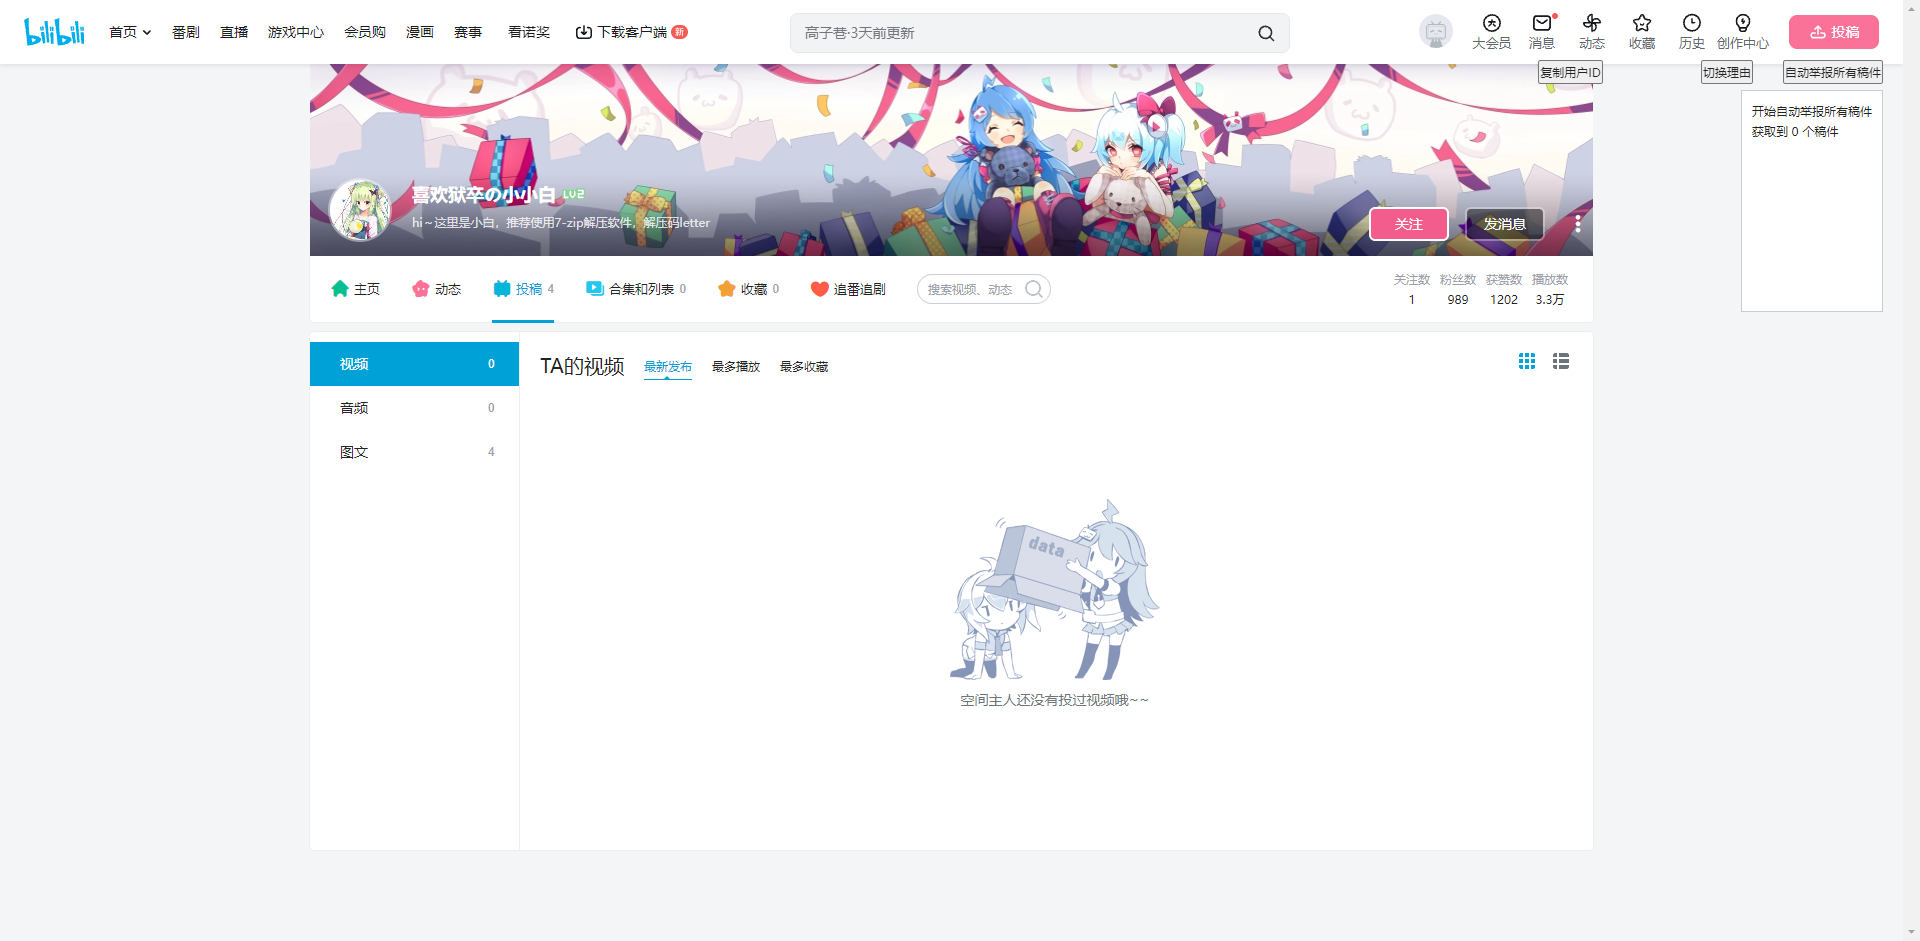 bilibili 首页 番剧 直播 游戏中心 会员购 漫画 赛事 看诺奖 下载客户端 新 高子巷·3天前更新 大会员 消息 动态 收藏 历史 创作中心 投稿
复制用户ID 切换理由 自动举报所有稿件
开始自动举报所有稿件
获取到 0 个稿件
喜欢狱卒の小小白 LV2
hi~这里是小白，推荐使用7-zip解压软件，解压码letter
关注 发消息
主页 动态 投稿 4 合集和列表 0 收藏 0 追番追剧 搜索视频、动态
关注数 粉丝数 获赞数 播放数
1 989 1202 3.3万
视频 0
音频 0
图文 4
TA的视频 最新发布 最多播放 最多收藏
data
空间主人还没有投过视频哦~~